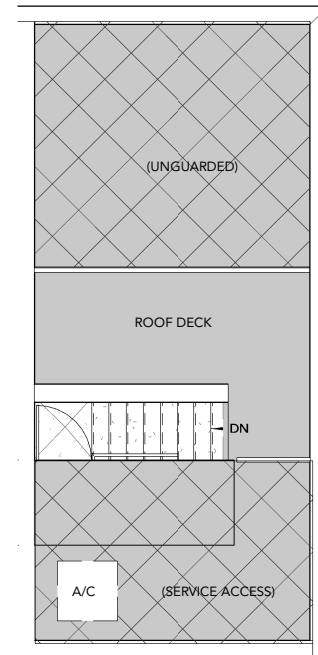 (UNGUARDED)
ROOF DECK
DN
A/C
(SERVICE ACCESS)